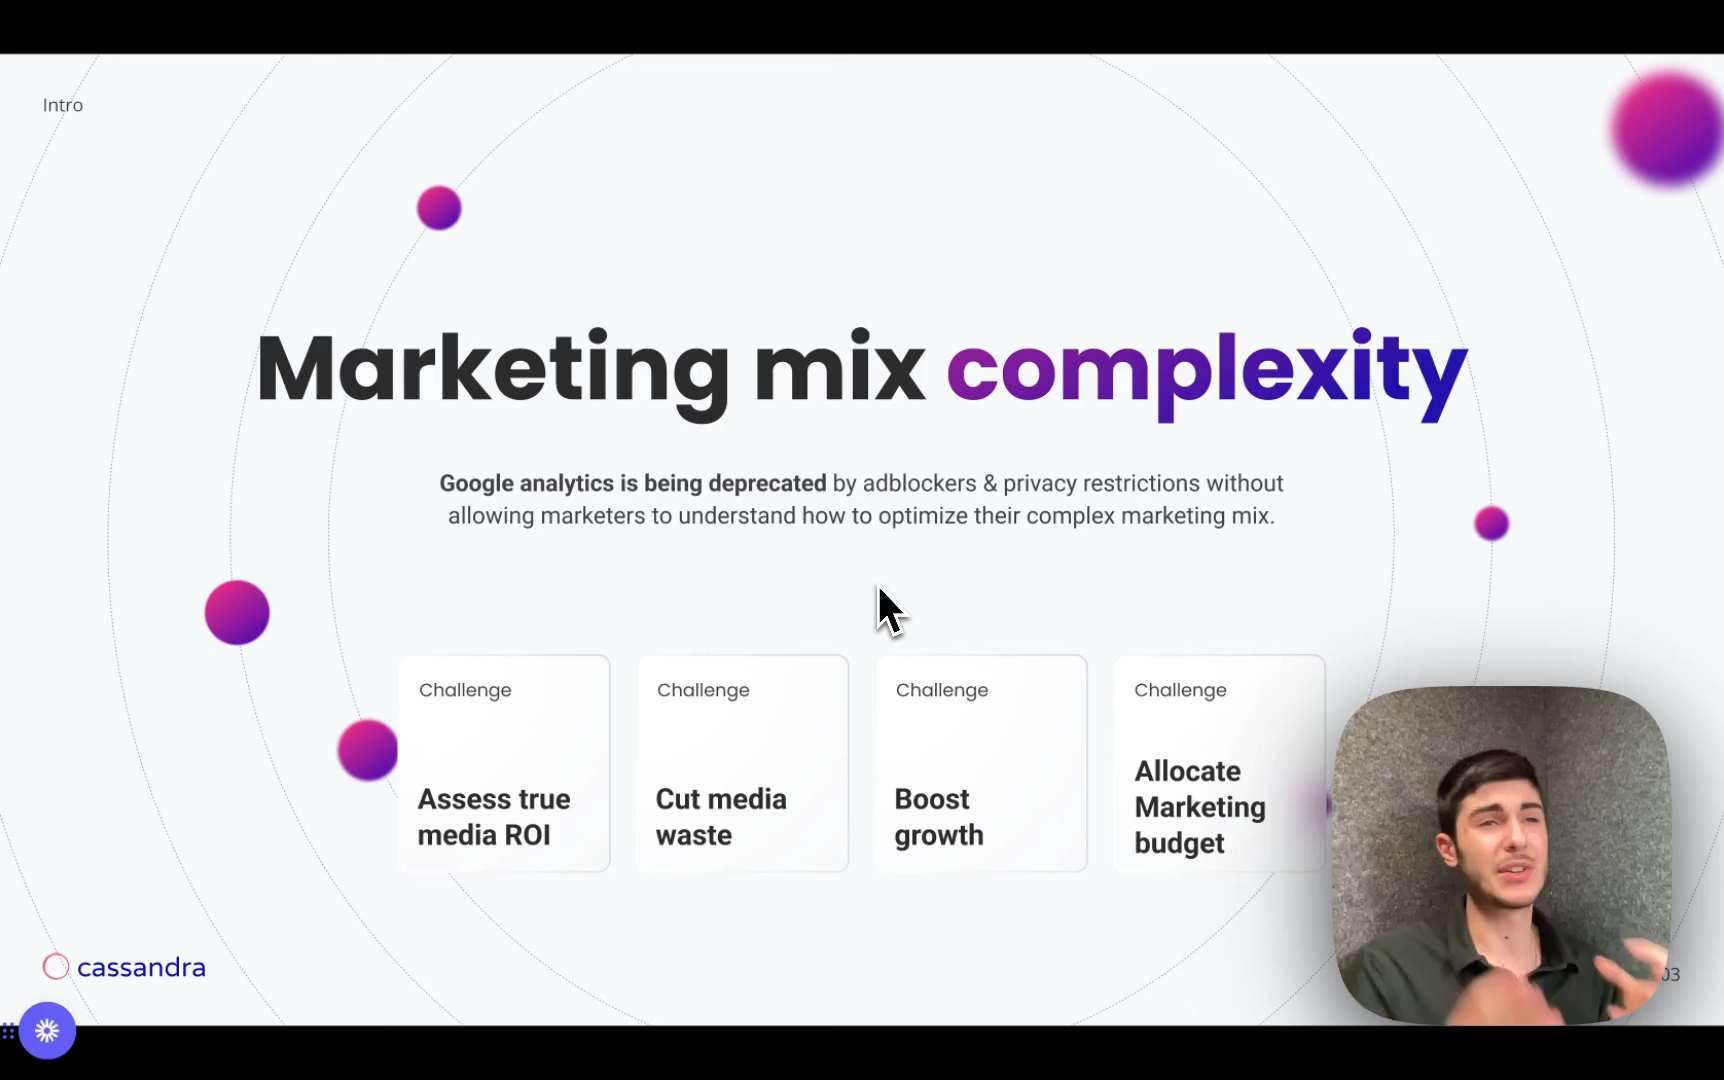 Intro
Marketing mix complexity
Google analytics is being deprecated by adblockers & privacy restrictions without
allowing marketers to understand how to optimize their complex marketing mix.
Challenge
Assess true
media ROI
Challenge
Cut media
waste
Challenge
Boost
growth
Challenge
Allocate
Marketing
budget
cassandra
03